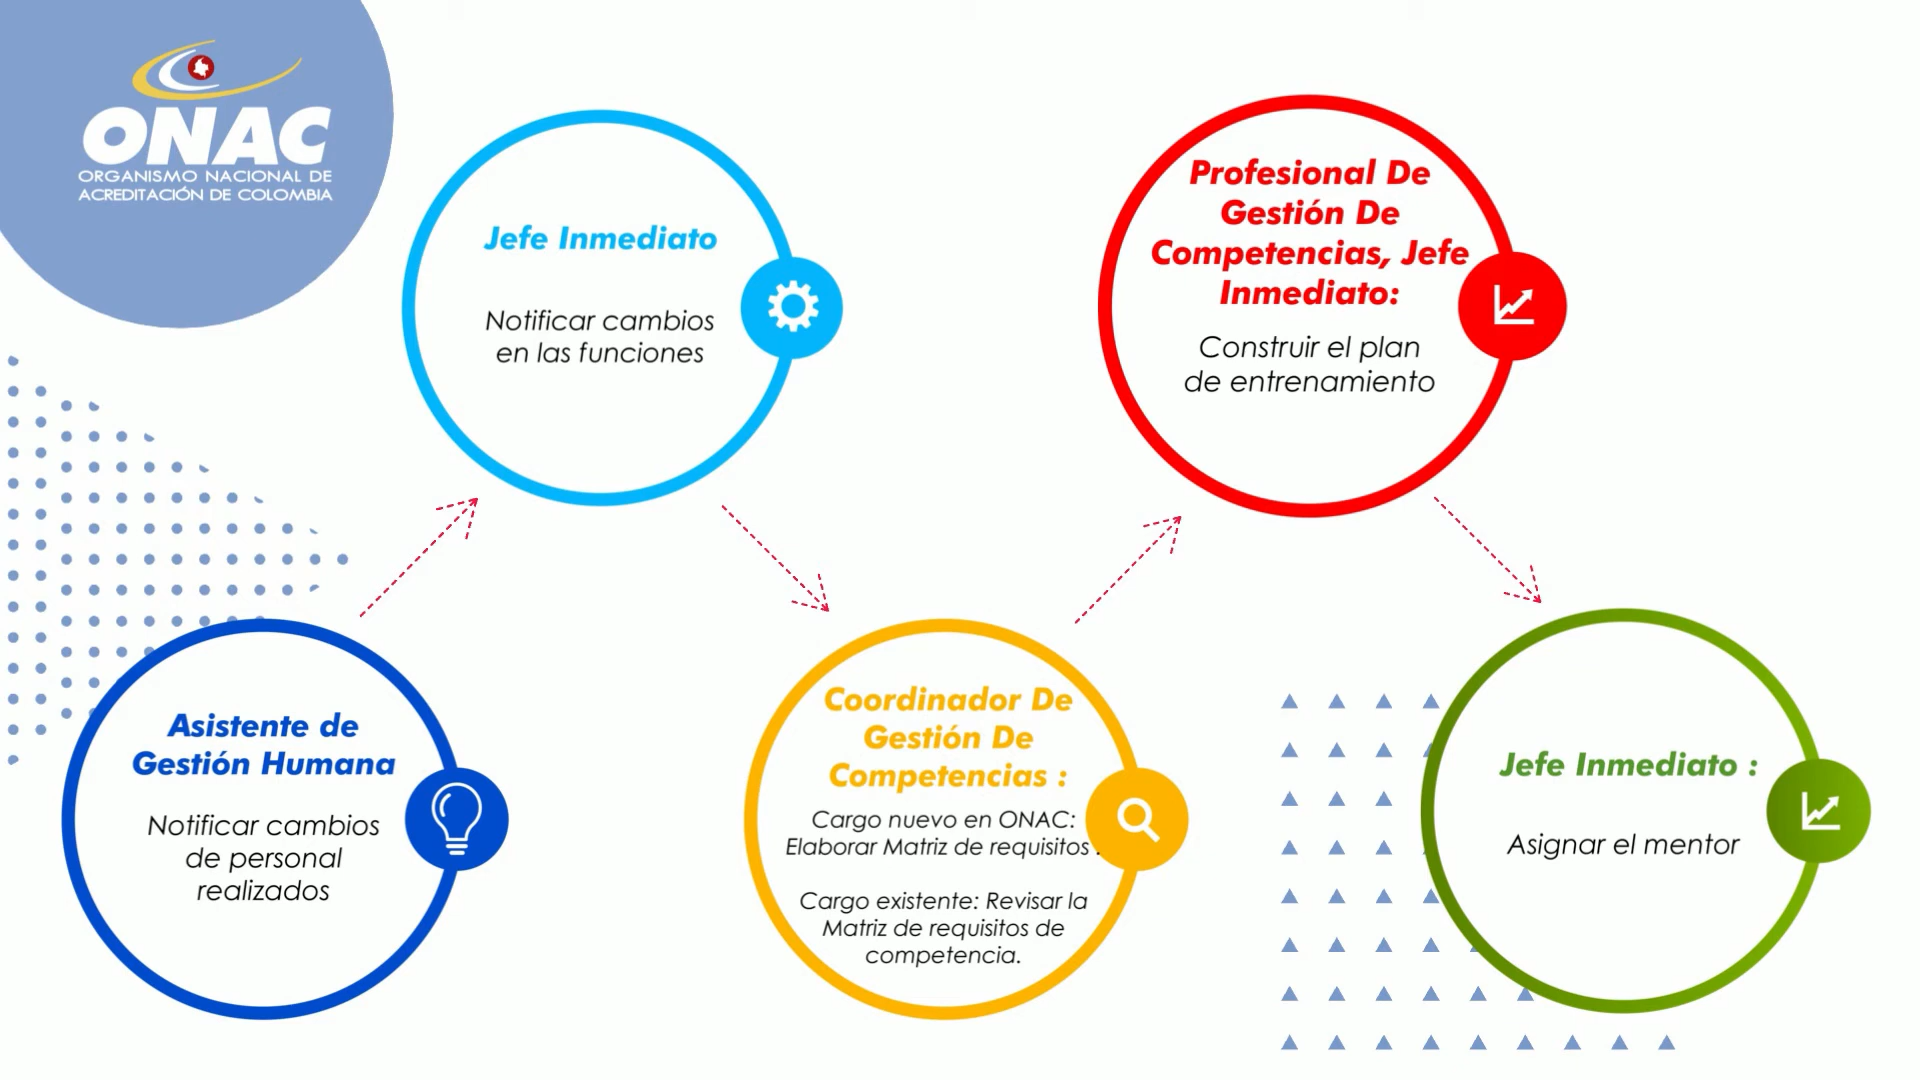 ONAC
ORGANISMO NACIONAL DE
ACREDITACIÓN DE COLOMBIA
Asistente de
Gestión Humana
Notificar cambios
de personal
realizados
Jefe Inmediato
Notificar cambios
en las funciones
Coordinador De
Gestión De
Competencias :
Cargo nuevo en ONAC:
Elaborar Matriz de requisitos .
Cargo existente: Revisar la
Matriz de requisitos de
competencia.
Profesional De
Gestión De
Competencias, Jefe
Inmediato:
Construir el plan
de entrenamiento
Jefe Inmediato :
Asignar el mentor